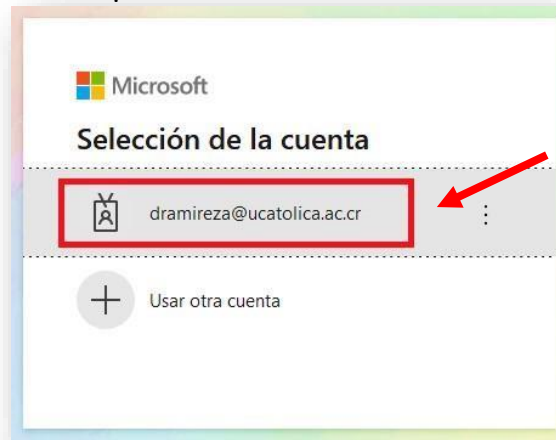 Microsoft
Selección de la cuenta
dramireza@ucatolica.ac.cr
Usar otra cuenta